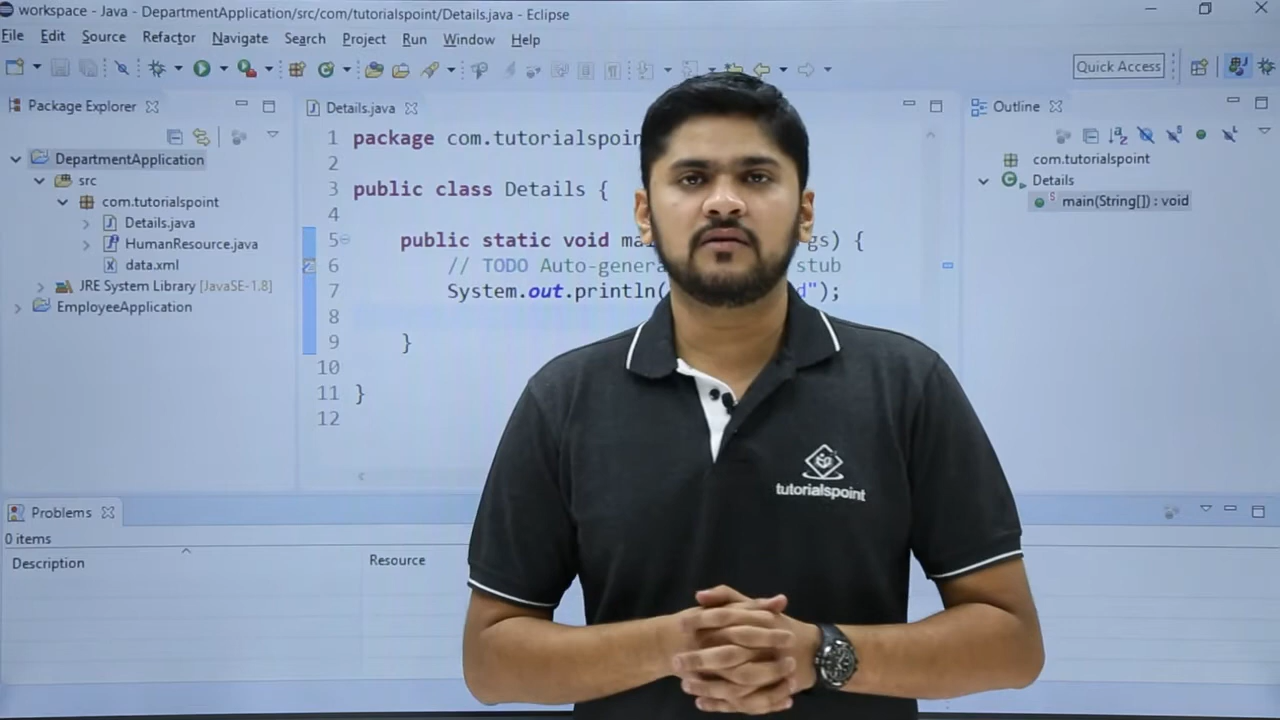 workspace - Java - DepartmentApplication/src/com/tutorialspoint/Details.java - Eclipse
File Edit Source Refactor Navigate Search Project Run Window Help
Quick Access
Package Explorer
DepartmentApplication
src
com.tutorialspoint
Details.java
HumanResource.java
data.xml
JRE System Library [JavaSE-1.8]
EmployeeApplication
Details.java
1 package com.tutorialspoin
2
3 public class Details {
4
5 public static void ma gs) {
6 // TODO Auto-genera stub
7 System.out.println( d");
8
9 }
10
11 }
12
Outline
com.tutorialspoint
Details
main(String[]) : void
tutorialspoint
Problems
0 items
Description Resource